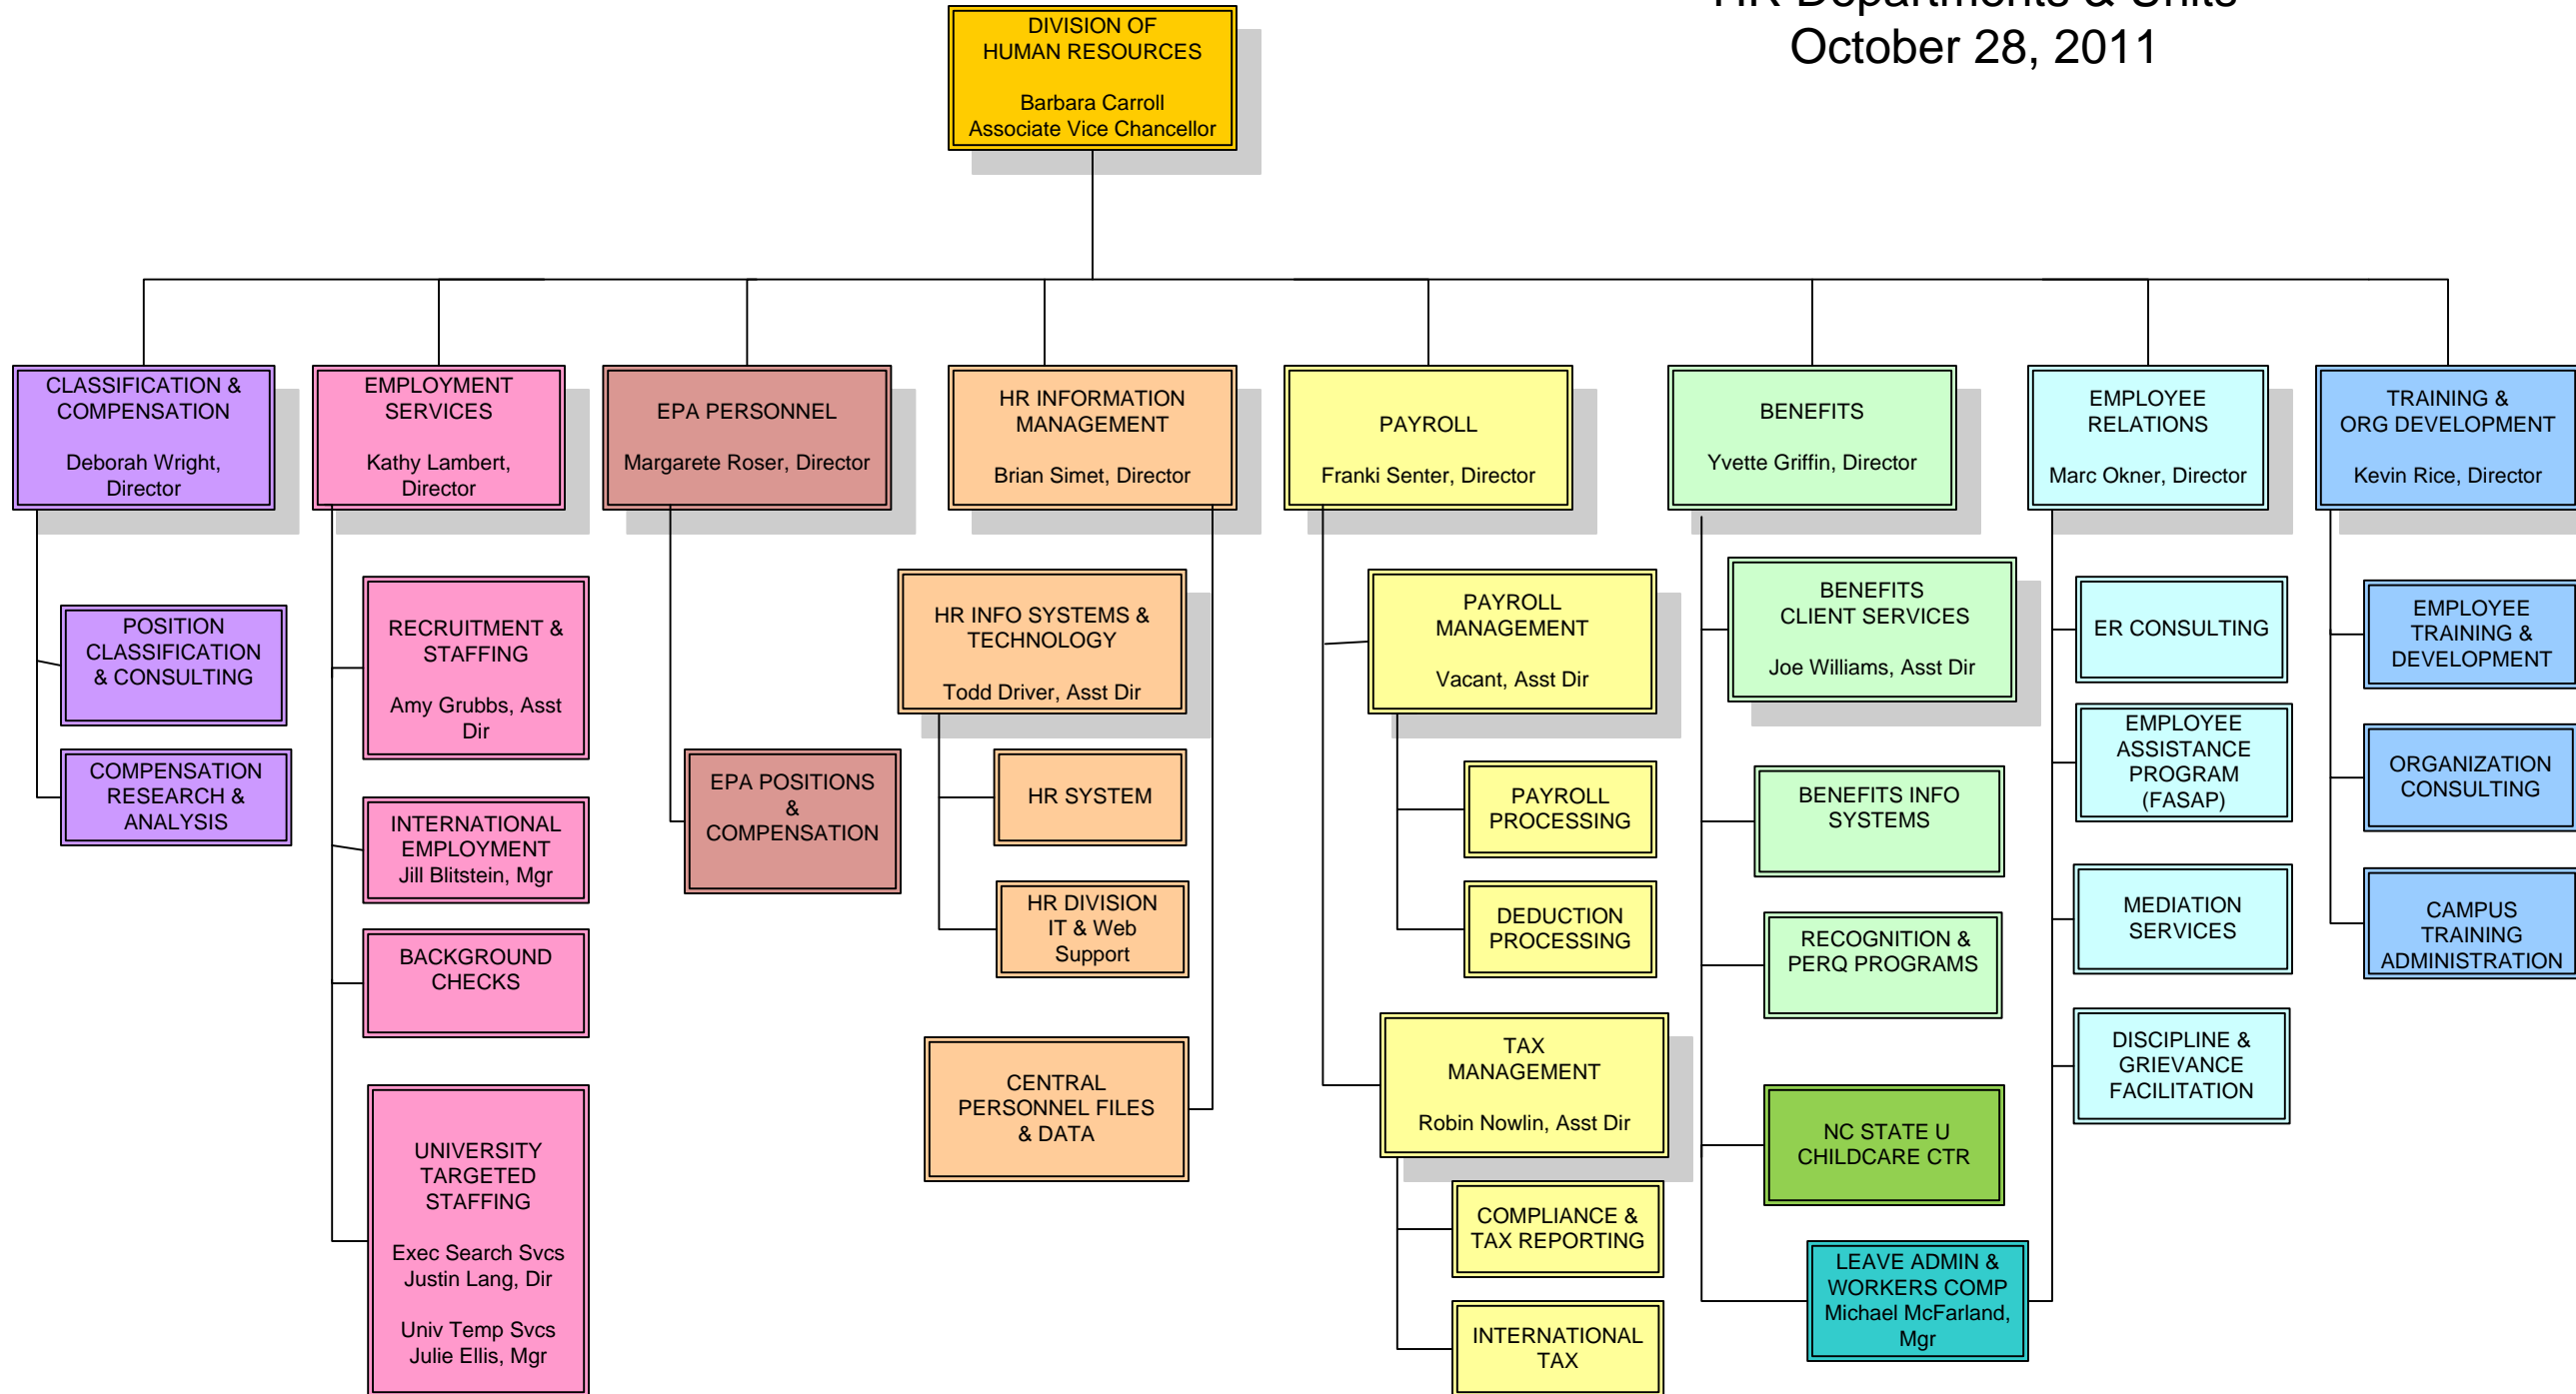 HR Departments & Units
October 28, 2011
DIVISION OF
HUMAN RESOURCES
Barbara Carroll
Associate Vice Chancellor
CLASSIFICATION &
COMPENSATION
Deborah Wright,
Director
POSITION
CLASSIFICATION
& CONSULTING
COMPENSATION
RESEARCH &
ANALYSIS
EMPLOYMENT
SERVICES
Kathy Lambert,
Director
RECRUITMENT &
STAFFING
Amy Grubbs, Asst
Dir
INTERNATIONAL
EMPLOYMENT
Jill Blitstein, Mgr
BACKGROUND
CHECKS
UNIVERSITY
TARGETED
STAFFING
Exec Search Svcs
Justin Lang, Dir
Univ Temp Svcs
Julie Ellis, Mgr
EPA PERSONNEL
Margarete Roser, Director
EPA POSITIONS
&
COMPENSATION
HR INFORMATION
MANAGEMENT
Brian Simet, Director
HR INFO SYSTEMS &
TECHNOLOGY
Todd Driver, Asst Dir
HR SYSTEM
HR DIVISION
IT & Web
Support
CENTRAL
PERSONNEL FILES
& DATA
PAYROLL
Franki Senter, Director
PAYROLL
MANAGEMENT
Vacant, Asst Dir
PAYROLL
PROCESSING
DEDUCTION
PROCESSING
TAX
MANAGEMENT
Robin Nowlin, Asst Dir
COMPLIANCE &
TAX REPORTING
INTERNATIONAL
TAX
BENEFITS
Yvette Griffin, Director
BENEFITS
CLIENT SERVICES
Joe Williams, Asst Dir
BENEFITS INFO
SYSTEMS
RECOGNITION &
PERQ PROGRAMS
NC STATE U
CHILDCARE CTR
LEAVE ADMIN &
WORKERS COMP
Michael McFarland,
Mgr
EMPLOYEE
RELATIONS
Marc Okner, Director
ER CONSULTING
EMPLOYEE
ASSISTANCE
PROGRAM
(FASAP)
MEDIATION
SERVICES
DISCIPLINE &
GRIEVANCE
FACILITATION
TRAINING &
ORG DEVELOPMENT
Kevin Rice, Director
EMPLOYEE
TRAINING &
DEVELOPMENT
ORGANIZATION
CONSULTING
CAMPUS
TRAINING
ADMINISTRATION